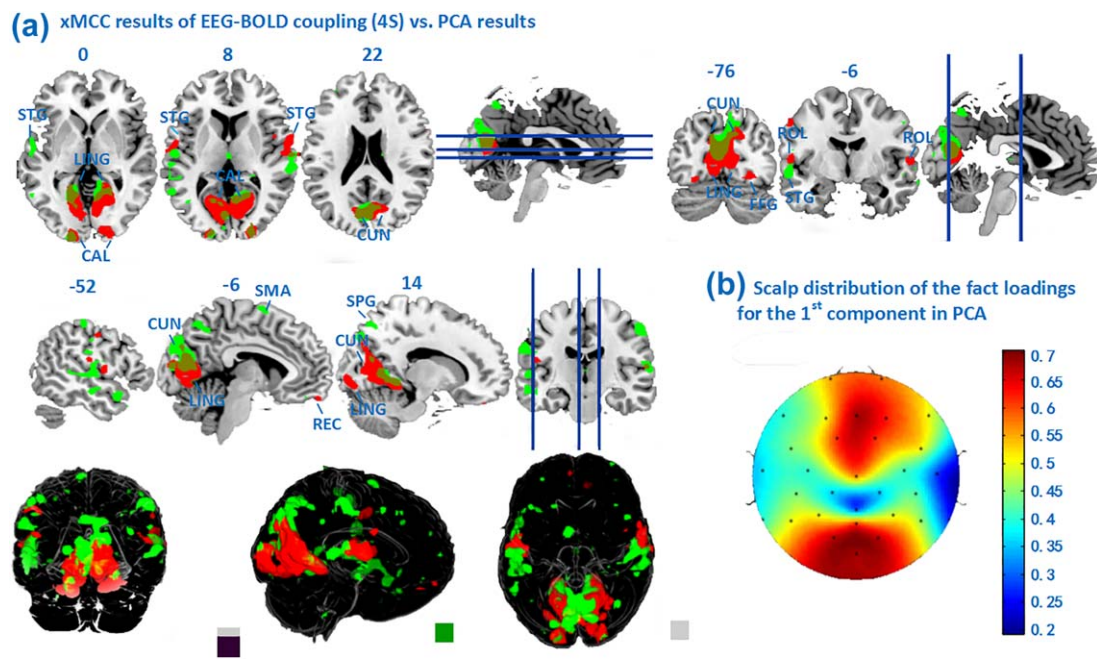 (a) xMCC results of EEG-BOLD coupling (4S) vs. PCA results
0 8 22 -76 -6
STG STG STG CUN
LING CAL ROL ROL
LING FFG STG
CAL CUN
-52 -6 14
SMA SPG
CUN CUN
LING LING
REC
(b) Scalp distribution of the fact loadings
for the 1st component in PCA
0.7
0.65
0.6
0.55
0.5
0.45
0.4
0.35
0.3
0.25
0.2